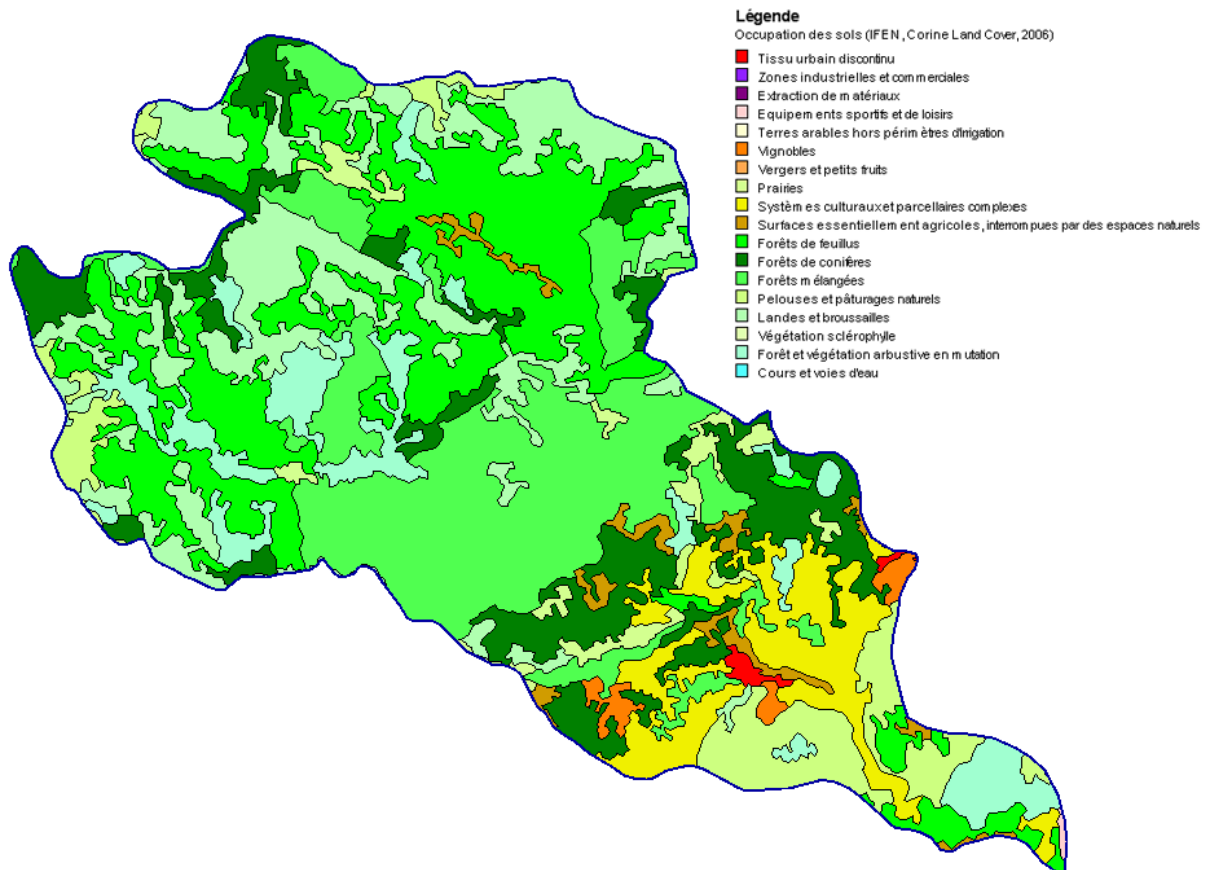 Légende
Occupation des sols (IFEN, Corine Land Cover, 2006)
Tissu urbain discontinu
Zones industrielles et commerciales
Extraction de matériaux
Equipements sportifs et de loisirs
Terres arables hors périmètres d'irrigation
Vignobles
Vergers et petits fruits
Prairies
Systèmes culturaux et parcellaires complexes
Surfaces essentiellement agricoles, interrompues par des espaces naturels
Forêts de feuillus
Forêts de conifères
Forêts mélangées
Pelouses et pâturages naturels
Landes et broussailles
Végétation sclérophylle
Forêt et végétation arbustive en mutation
Cours et voies d'eau